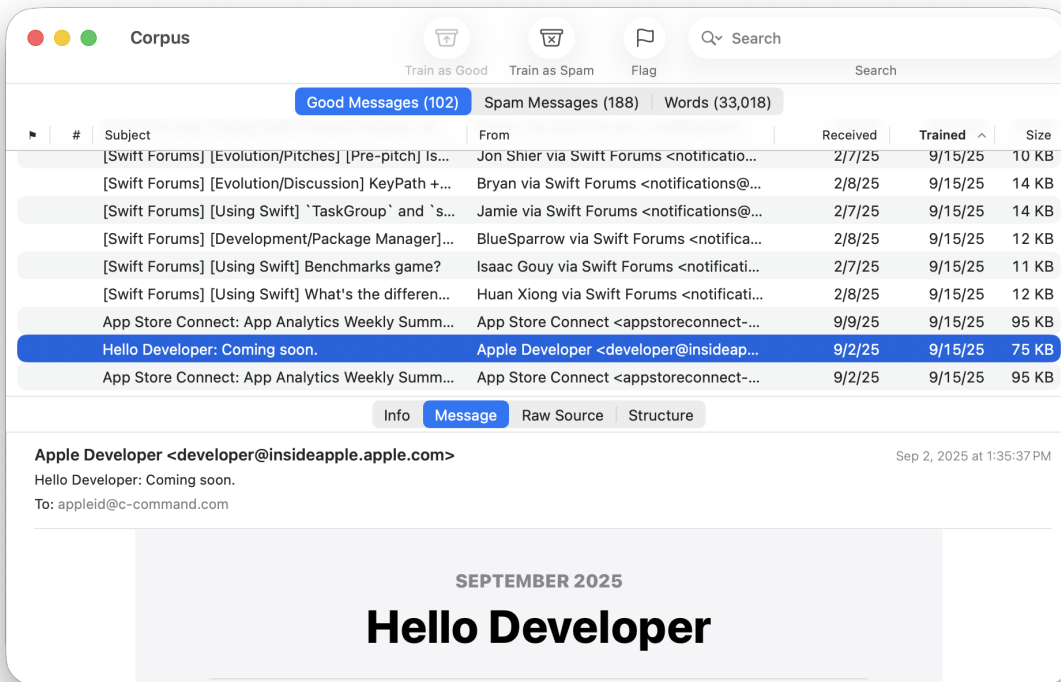 Corpus
Search
Train as Good Train as Spam Flag Search
Good Messages (102) Spam Messages (188) Words (33,018)
# Subject From Received Trained Size
[Swift Forums] [Evolution/Pitches] [Pre-pitch] Is... Jon Shier via Swift Forums <notificatio... 2/7/25 9/15/25 10 KB
[Swift Forums] [Evolution/Discussion] KeyPath +... Bryan via Swift Forums <notifications@... 2/8/25 9/15/25 14 KB
[Swift Forums] [Using Swift] `TaskGroup` and `s... Jamie via Swift Forums <notifications@... 2/7/25 9/15/25 14 KB
[Swift Forums] [Development/Package Manager]... BlueSparrow via Swift Forums <notifica... 2/8/25 9/15/25 12 KB
[Swift Forums] [Using Swift] Benchmarks game? Isaac Gouy via Swift Forums <notificati... 2/7/25 9/15/25 11 KB
[Swift Forums] [Using Swift] What's the differen... Huan Xiong via Swift Forums <notificati... 2/8/25 9/15/25 12 KB
App Store Connect: App Analytics Weekly Summ... App Store Connect <appstoreconnect-... 9/9/25 9/15/25 95 KB
Hello Developer: Coming soon. Apple Developer <developer@insideap... 9/2/25 9/15/25 75 KB
App Store Connect: App Analytics Weekly Summ... App Store Connect <appstoreconnect-... 9/2/25 9/15/25 95 KB
Info Message Raw Source Structure
Apple Developer <developer@insideapple.apple.com> Sep 2, 2025 at 1:35:37 PM
Hello Developer: Coming soon.
To: appleid@c-command.com
SEPTEMBER 2025
Hello Developer